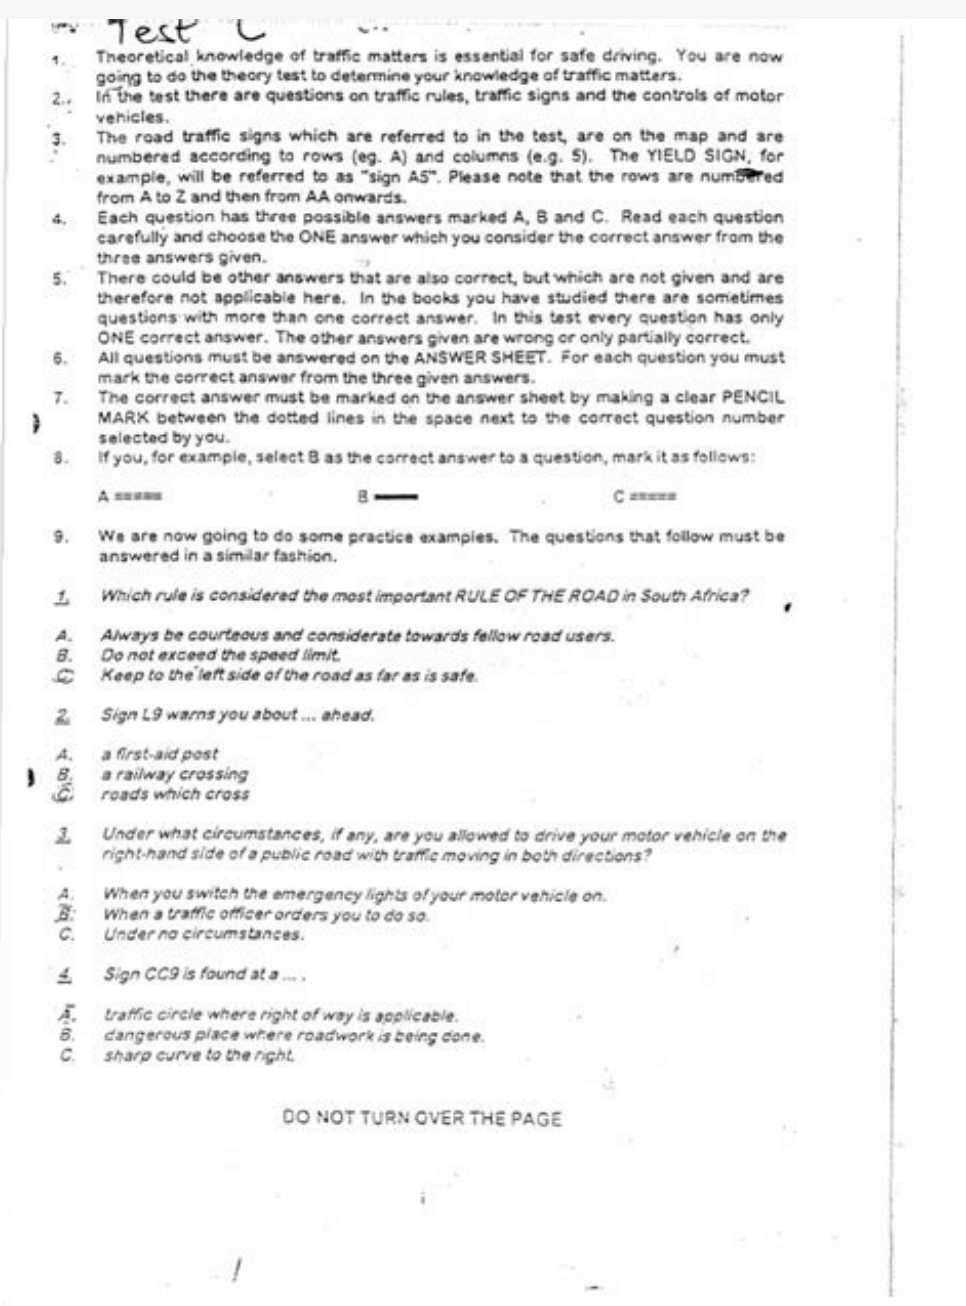 Test C
1. Theoretical knowledge of traffic matters is essential for safe driving. You are now
going to do the theory test to determine your knowledge of traffic matters.
2. In the test there are questions on traffic rules, traffic signs and the controls of motor
vehicles.
3. The road traffic signs which are referred to in the test, are on the map and are
numbered according to rows (eg. A) and columns (e.g. 5). The YIELD SIGN, for
example, will be referred to as "sign A5". Please note that the rows are numbered
from A to Z and then from AA onwards.
4. Each question has three possible answers marked A, B and C. Read each question
carefully and choose the ONE answer which you consider the correct answer from the
three answers given.
5. There could be other answers that are also correct, but which are not given and are
therefore not applicable here. In the books you have studied there are sometimes
questions with more than one correct answer. In this test every question has only
ONE correct answer. The other answers given are wrong or only partially correct.
6. All questions must be answered on the ANSWER SHEET. For each question you must
mark the correct answer from the three given answers.
7. The correct answer must be marked on the answer sheet by making a clear PENCIL
MARK between the dotted lines in the space next to the correct question number
selected by you.
8. If you, for example, select B as the correct answer to a question, mark it as follows:
A ===== B ▬▬ C =====
9. We are now going to do some practice examples. The questions that follow must be
answered in a similar fashion.
1. Which rule is considered the most important RULE OF THE ROAD in South Africa?
A. Always be courteous and considerate towards fellow road users.
B. Do not exceed the speed limit.
C. Keep to the left side of the road as far as is safe.
2. Sign L9 warns you about ... ahead.
A. a first-aid post
B. a railway crossing
C. roads which cross
3. Under what circumstances, if any, are you allowed to drive your motor vehicle on the
right-hand side of a public road with traffic moving in both directions?
A. When you switch the emergency lights of your motor vehicle on.
B. When a traffic officer orders you to do so.
C. Under no circumstances.
4. Sign CC9 is found at a ... .
A. traffic circle where right of way is applicable.
B. dangerous place where roadwork is being done.
C. sharp curve to the right.
DO NOT TURN OVER THE PAGE
i